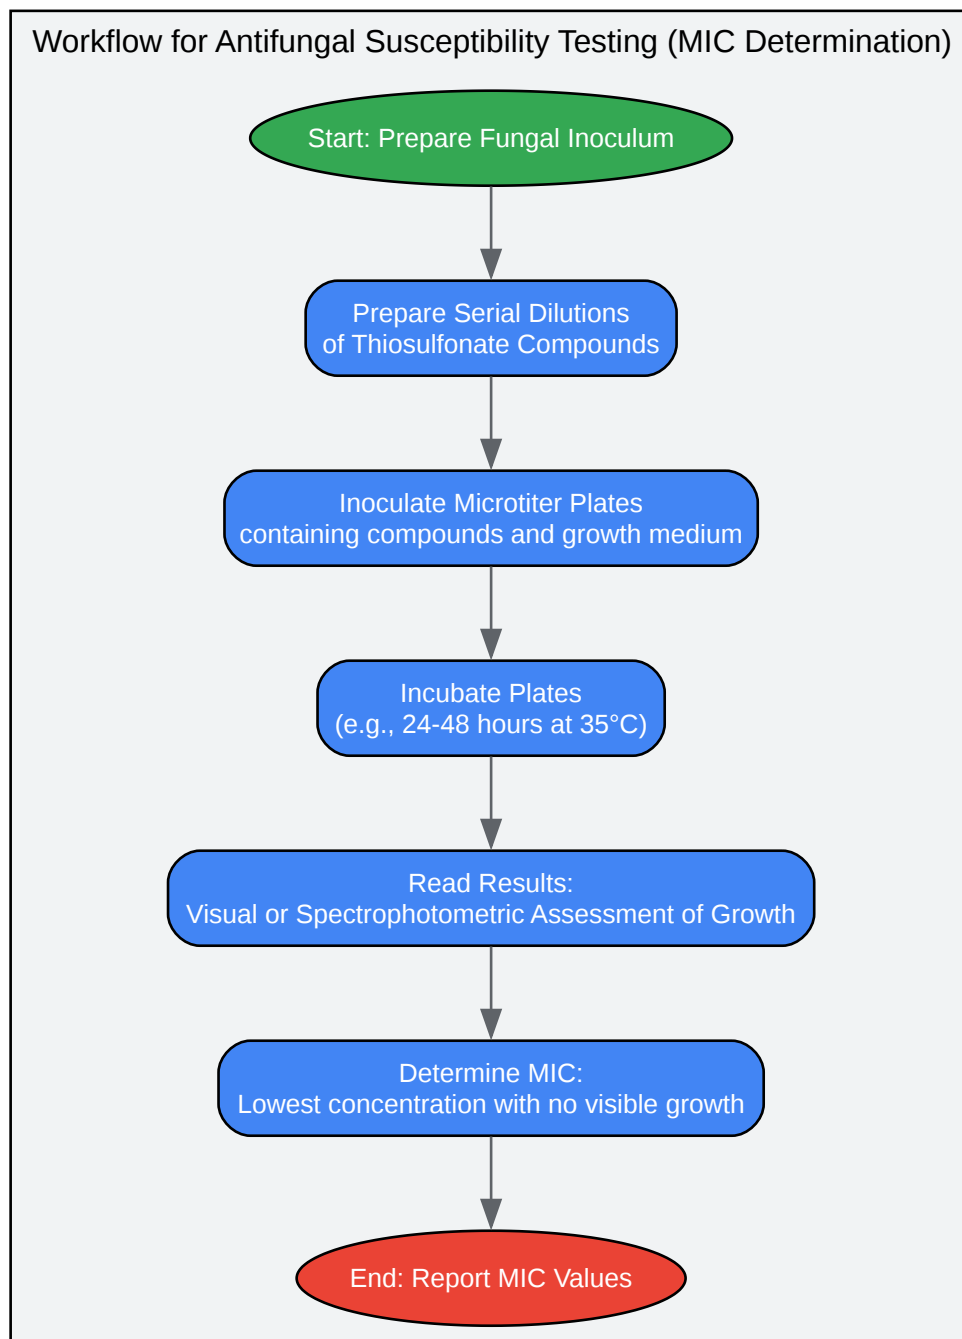 Workflow for Antifungal Susceptibility Testing (MIC Determination)
Start: Prepare Fungal Inoculum
Prepare Serial Dilutions
of Thiosulfonate Compounds
Inoculate Microtiter Plates
containing compounds and growth medium
Incubate Plates
(e.g., 24-48 hours at 35°C)
Read Results:
Visual or Spectrophotometric Assessment of Growth
Determine MIC:
Lowest concentration with no visible growth
End: Report MIC Values